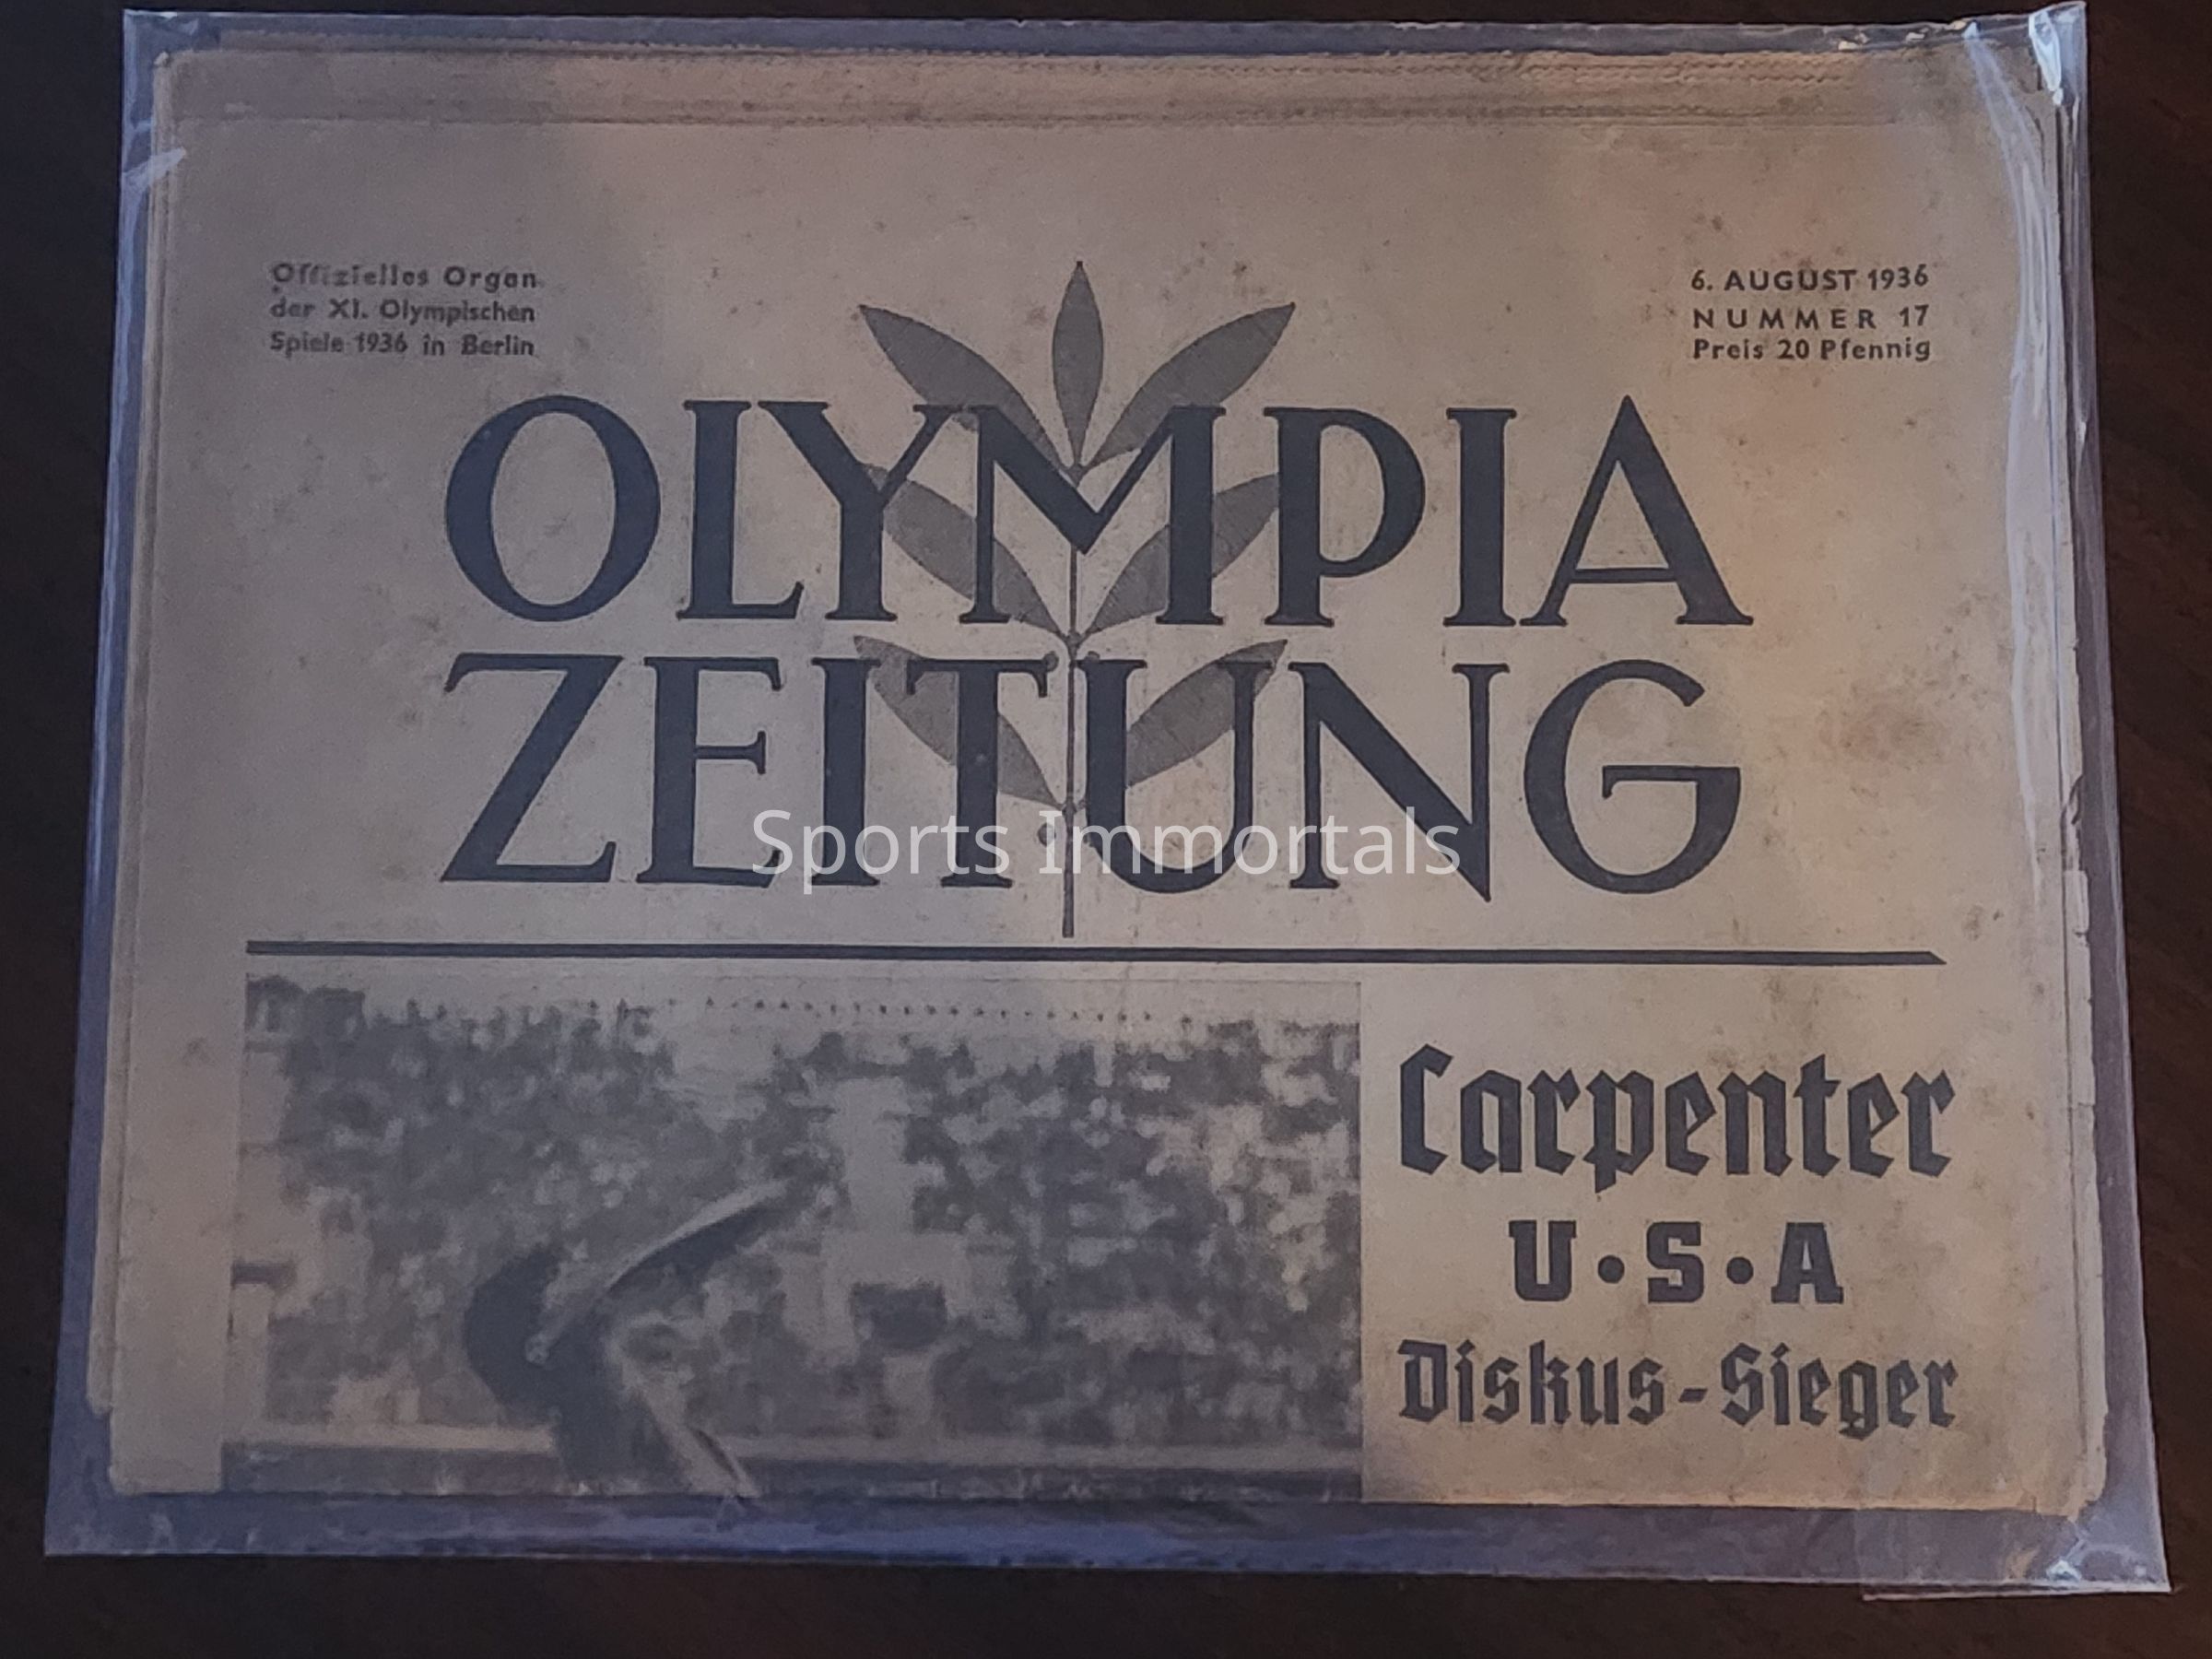 Offizielles Organ
der XI. Olympischen
Spiele 1936 in Berlin
6. AUGUST 1936
NUMMER 17
Preis 20 Pfennig
OLYMPIA
ZEITUNG
Sports Immortals
Carpenter
U•S•A
Diskus-Sieger